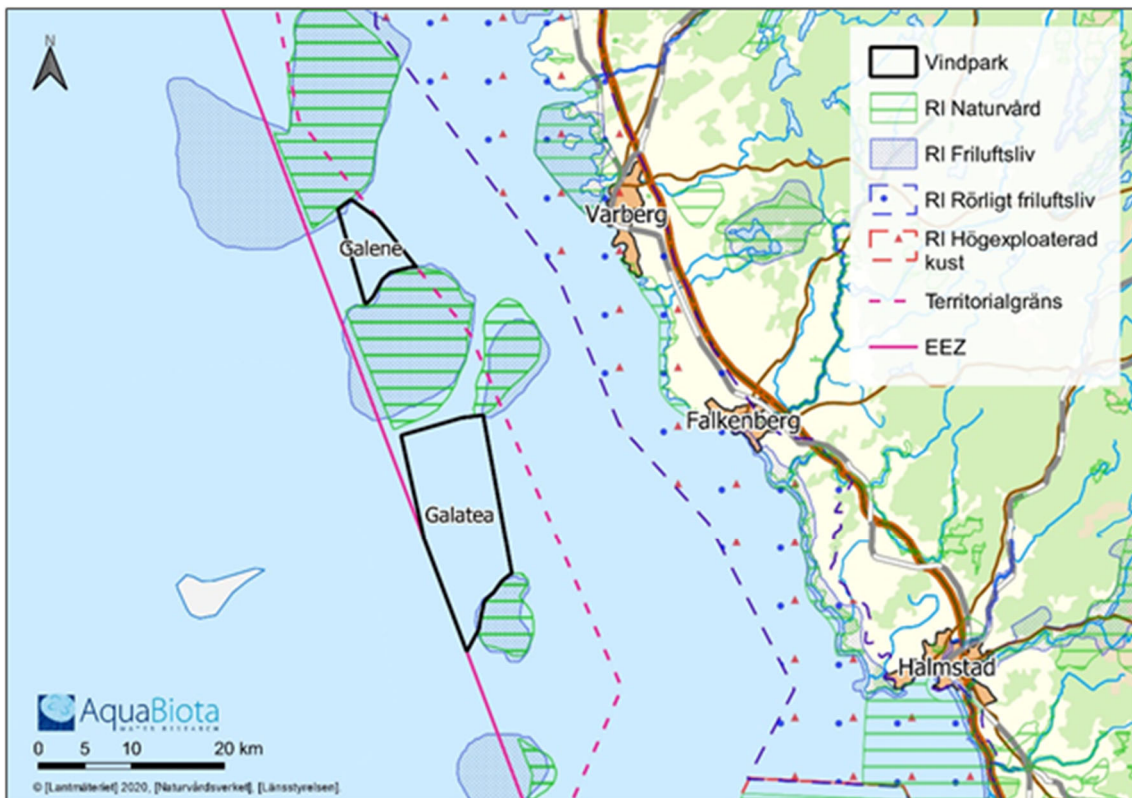 N
Vindpark
RI Naturvård
RI Friluftsliv
RI Rörligt friluftsliv
RI Högexploaterad
kust
Territorialgräns
EEZ
Varberg
Galene
Falkenberg
Galatea
Halmstad
AquaBiota
WATER RESEARCH
0 5 10 20 km
© [Lantmäteriet] 2020, [Naturvårdsverket], [Länsstyrelsen].